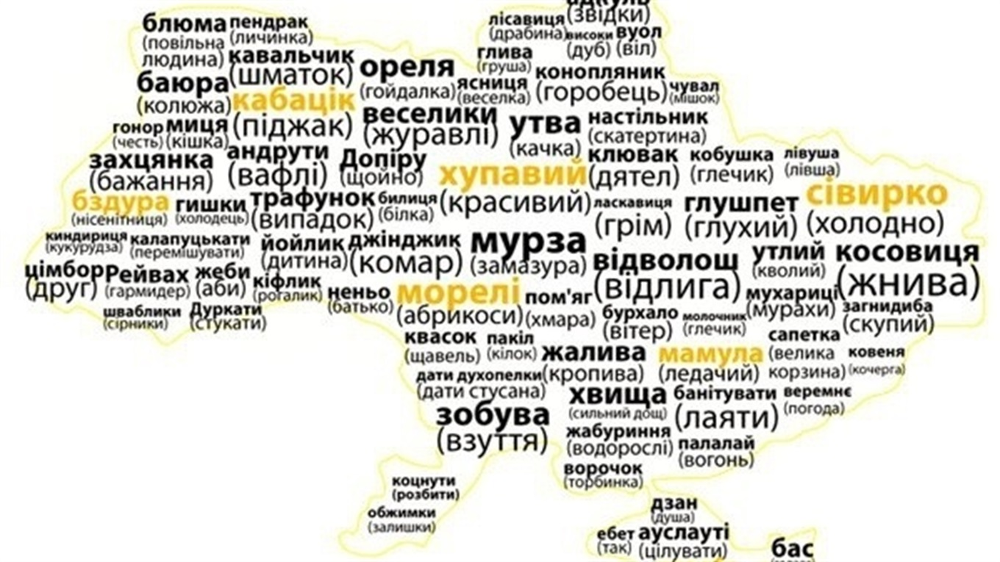 блюма
(повільна
людина)
пендрак
(личинка)
лісавиця
(драбина)
(звідки)
високи
(дуб)
вуол
(віл)
кавальчик
(шматок)
ореля
(гойдалка)
глива
(груша)
ясниця
(веселка)
конопляник
(горобець)
чувал
(мішок)
баюра
(колюжа)
кабацік
(піджак)
гонор
(честь)
миця
(кішка)
веселики
(журавлі)
утва
(качка)
настільник
(скатертина)
захцянка
(бажання)
андрути
(вафлі)
Допіру
(щойно)
хупавий
(красивий)
клювак
(дятел)
кобушка
(глечик)
лівуша
(лівша)
бздура
(нісенітниця)
гишки
(холодець)
трафунок
(випадок)
билиця
(білка)
ласкавиця
(грім)
глушпет
(глухий)
сівирко
(холодно)
киндириця
(кукурудза)
калапуцькати
(перемішувати)
йойлик
(дитина)
джінджик
(комар)
мурза
(замазура)
відволош
(відлига)
утлий
(кволий)
косовиця
(жнива)
цімбор
(друг)
Рейвах
(гармидер)
жеби
(аби)
кіфлик
(рогалик)
неньо
(батько)
морелі
(абрикоси)
пом'яг
(хмара)
бурхало
(вітер)
молочник
(глечик)
мухариці
(мурахи)
загнидиба
(скупий)
шваблики
(сірники)
Дуркати
(стукати)
квасок
(щавель)
пакіл
(кілок)
жалива
(кропива)
мамула
(ледачий)
сапетка
(велика
корзина)
ковеня
(кочерга)
дати духопелки
(дати стусана)
хвища
(сильний дощ)
банітувати
(лаяти)
веремнє
(погода)
зобува
(взуття)
жабуриння
(водорослі)
палалай
(вогонь)
ворочок
(торбинка)
коцнути
(розбити)
обжимки
(залишки)
дзан
(душа)
ебет
(так)
ауслауті
(цілувати)
бас